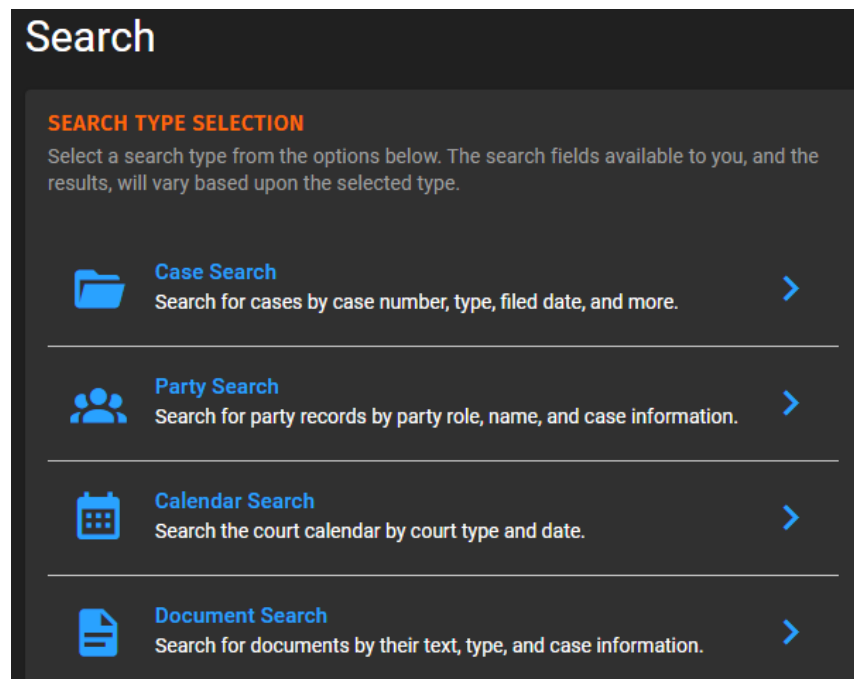 Search
SEARCH TYPE SELECTION
Select a search type from the options below. The search fields available to you, and the
results, will vary based upon the selected type.
Case Search
Search for cases by case number, type, filed date, and more.
Party Search
Search for party records by party role, name, and case information.
Calendar Search
Search the court calendar by court type and date.
Document Search
Search for documents by their text, type, and case information.